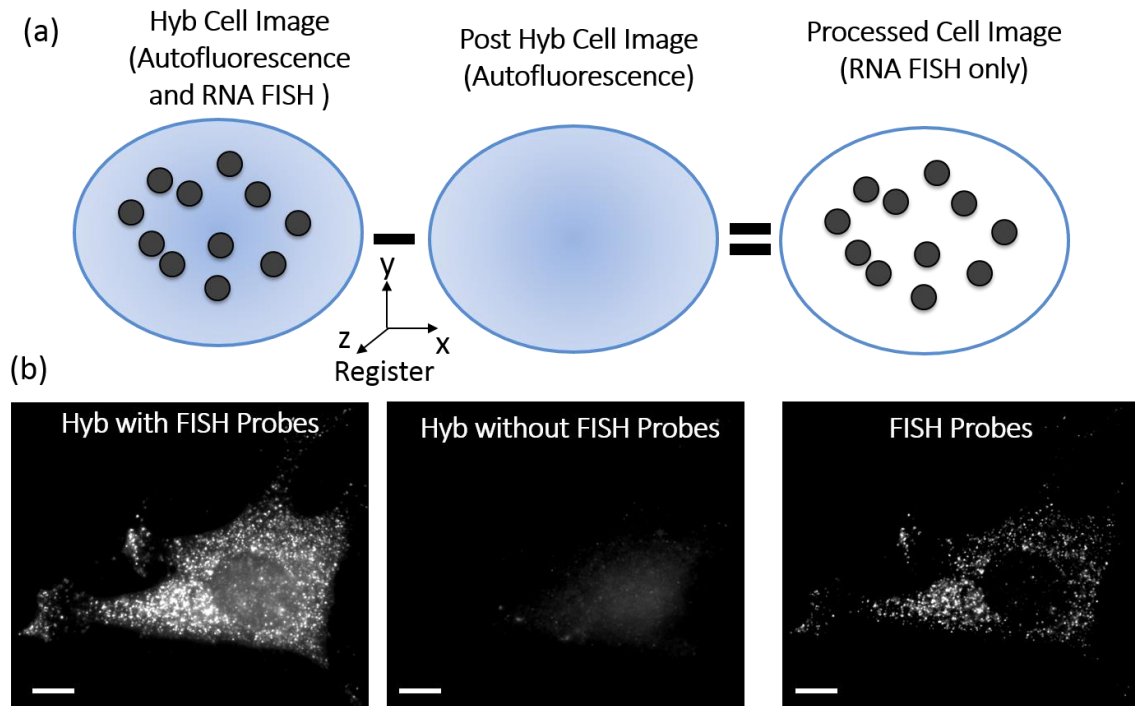 (a)
Hyb Cell Image
(Autofluorescence
and RNA FISH )
Post Hyb Cell Image
(Autofluorescence)
Processed Cell Image
(RNA FISH only)
y
z
x
Register
(b)
Hyb with FISH Probes
Hyb without FISH Probes
FISH Probes